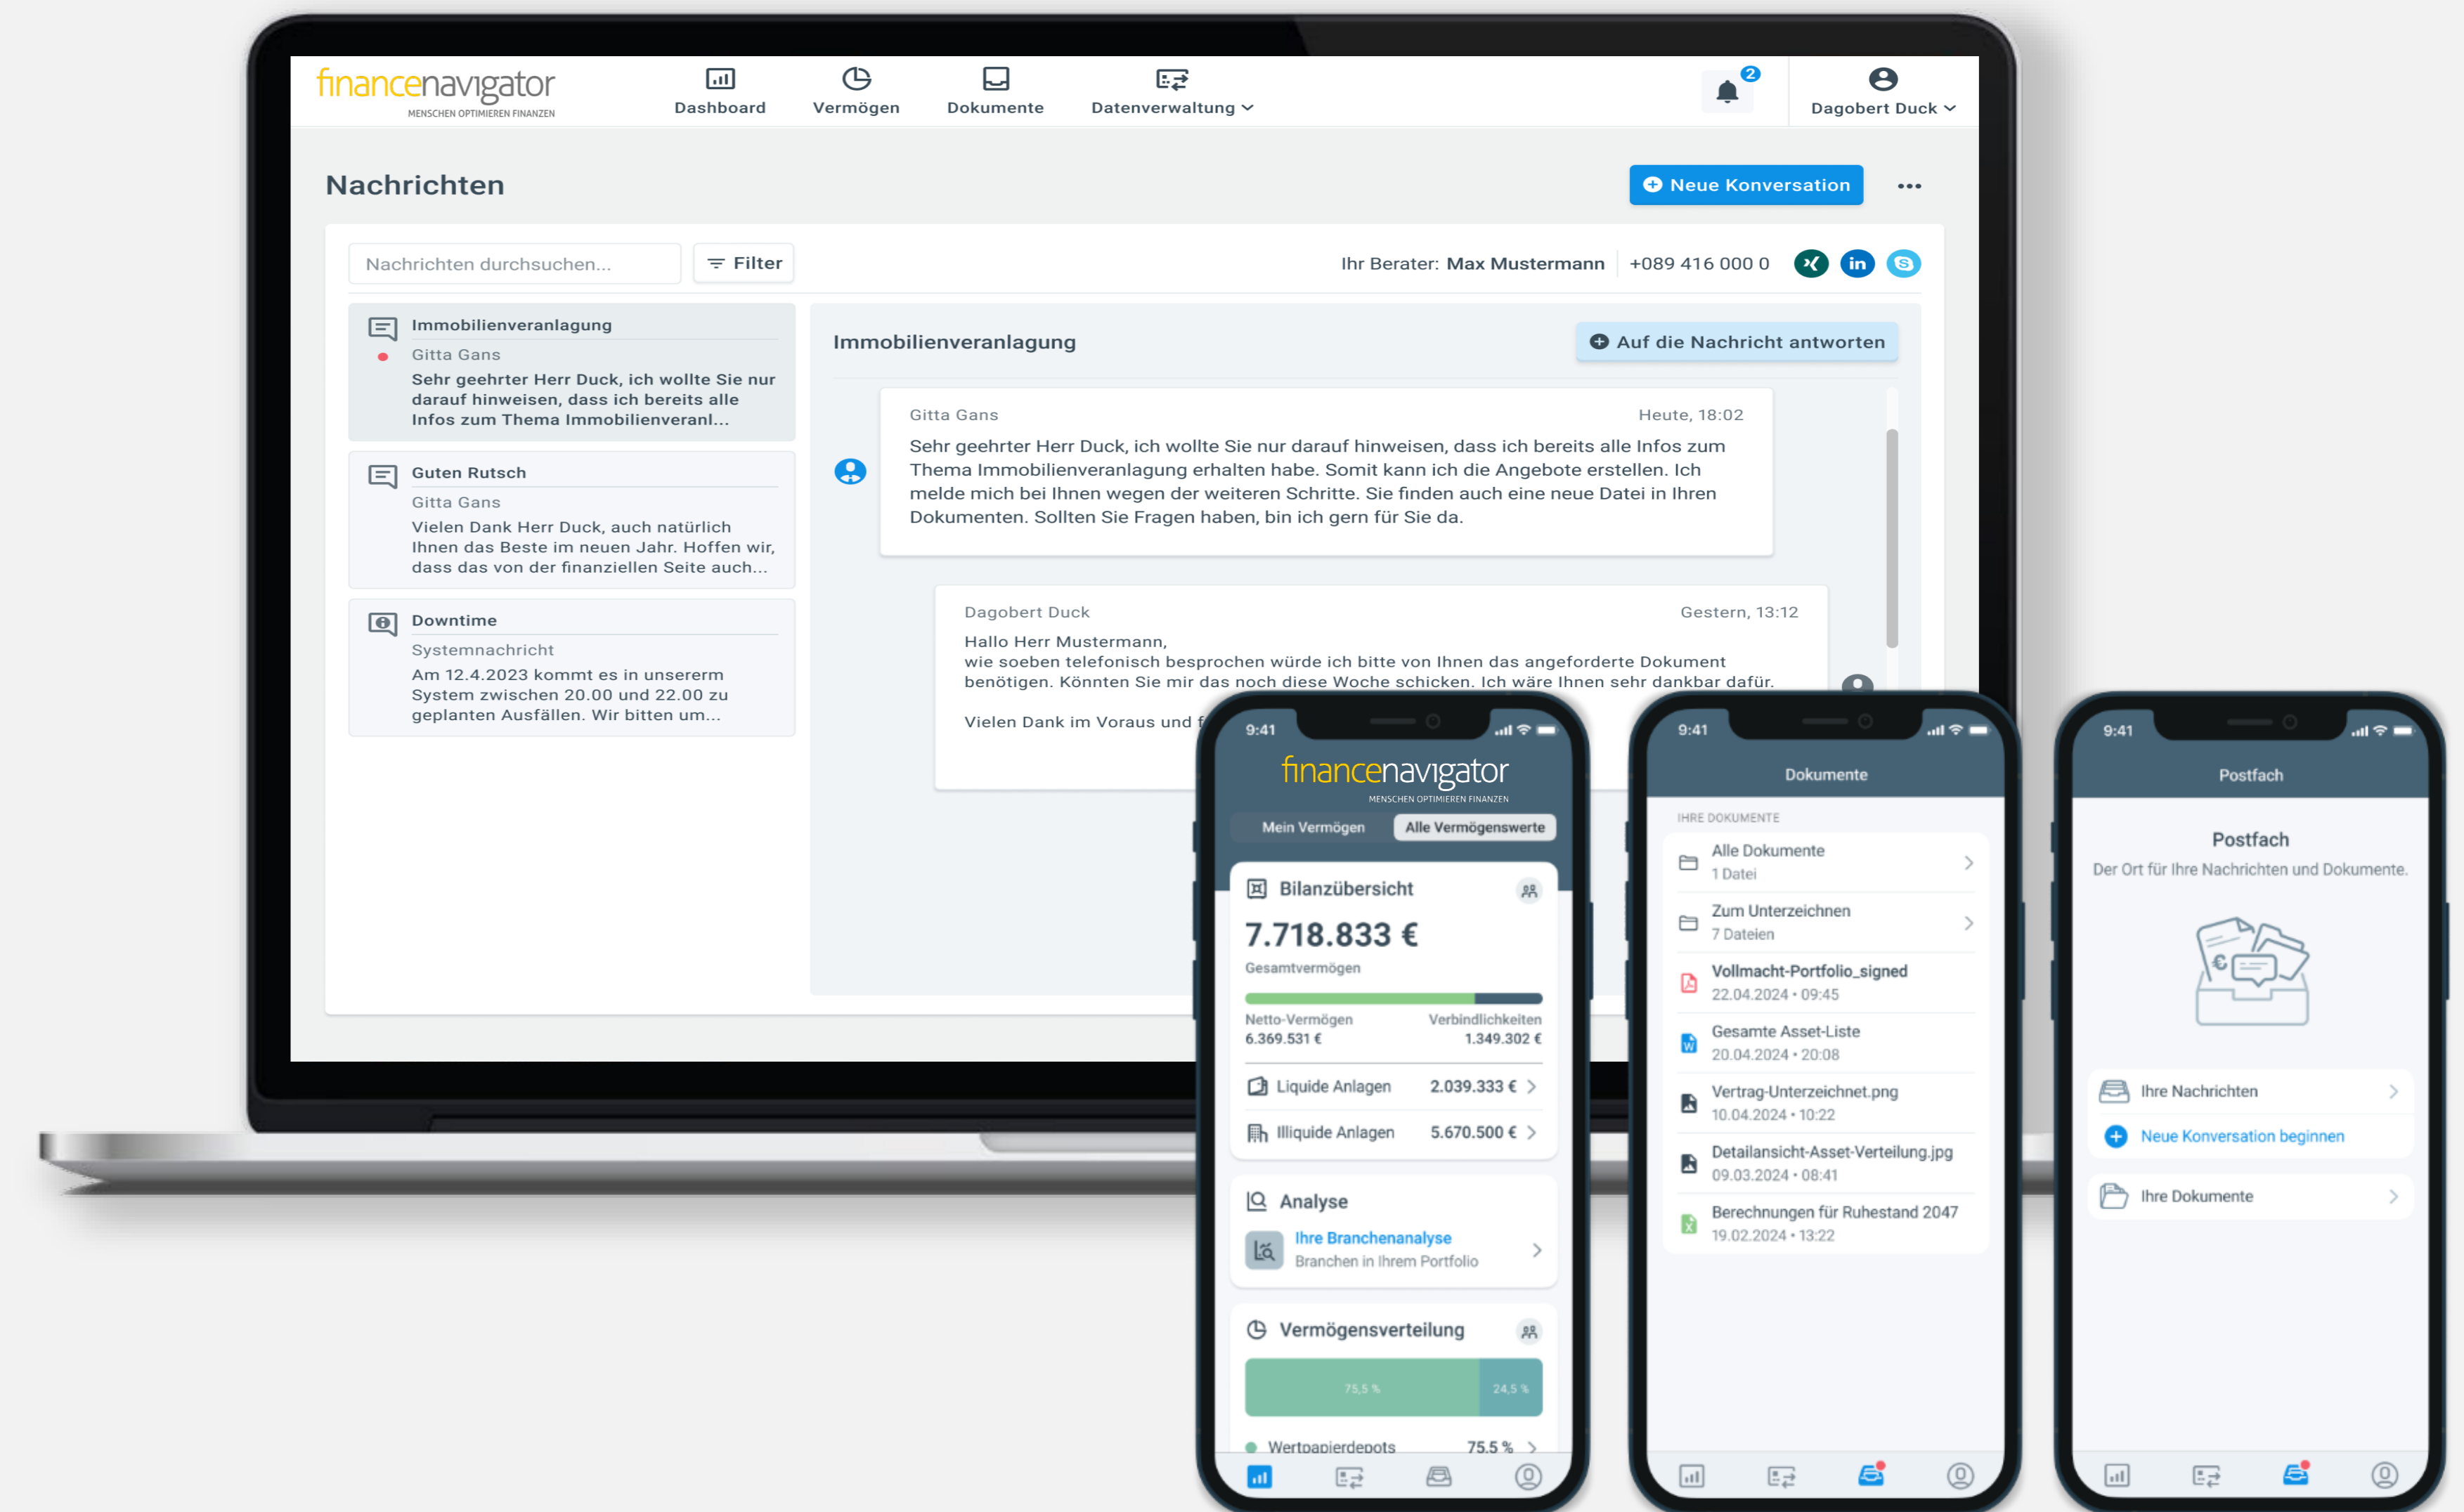 financenavigator
MENSCHEN OPTIMIEREN FINANZEN
Dashboard
Vermögen
Dokumente
Datenverwaltung
2
Dagobert Duck
Nachrichten
Neue Konversation
Nachrichten durchsuchen...
Filter
Ihr Berater: Max Mustermann
+089 416 000 0
in
S
Immobilienveranlagung
Gitta Gans
Sehr geehrter Herr Duck, ich wollte Sie nur
darauf hinweisen, dass ich bereits alle
Infos zum Thema Immobilienveranl...
Guten Rutsch
Gitta Gans
Vielen Dank Herr Duck, auch natürlich
Ihnen das Beste im neuen Jahr. Hoffen wir,
dass das von der finanziellen Seite auch...
Downtime
Systemnachricht
Am 12.4.2023 kommt es in unsererm
System zwischen 20.00 und 22.00 zu
geplanten Ausfällen. Wir bitten um...
Immobilienveranlagung
Auf die Nachricht antworten
Gitta Gans
Heute, 18:02
Sehr geehrter Herr Duck, ich wollte Sie nur darauf hinweisen, dass ich bereits alle Infos zum
Thema Immobilienveranlagung erhalten habe. Somit kann ich die Angebote erstellen. Ich
melde mich bei Ihnen wegen der weiteren Schritte. Sie finden auch eine neue Datei in Ihren
Dokumenten. Sollten Sie Fragen haben, bin ich gern für Sie da.
Dagobert Duck
Gestern, 13:12
Hallo Herr Mustermann,
wie soeben telefonisch besprochen würde ich bitte von Ihnen das angeforderte Dokument
benötigen. Könnten Sie mir das noch diese Woche schicken. Ich wäre Ihnen sehr dankbar dafür.
Vielen Dank im Voraus und f
9:41
financenavigator
MENSCHEN OPTIMIEREN FINANZEN
Mein Vermögen
Alle Vermögenswerte
Bilanzübersicht
7.718.833 €
Gesamtvermögen
Netto-Vermögen
Verbindlichkeiten
6.369.531 €
1.349.302 €
Liquide Anlagen
2.039.333 €
Illiquide Anlagen
5.670.500 €
Analyse
Ihre Branchenanalyse
Branchen in Ihrem Portfolio
Vermögensverteilung
75,5 %
24,5 %
Wertpapierdepots
75.5 %
9:41
Dokumente
IHRE DOKUMENTE
Alle Dokumente
1 Datei
Zum Unterzeichnen
7 Dateien
Vollmacht-Portfolio_signed
22.04.2024 • 09:45
W
Gesamte Asset-Liste
20.04.2024 • 20:08
Vertrag-Unterzeichnet.png
10.04.2024 • 10:22
Detailansicht-Asset-Verteilung.jpg
09.03.2024 • 08:41
X
Berechnungen für Ruhestand 2047
19.02.2024 • 13:22
9:41
Postfach
Postfach
Der Ort für Ihre Nachrichten und Dokumente.
€
Ihre Nachrichten
Neue Konversation beginnen
Ihre Dokumente